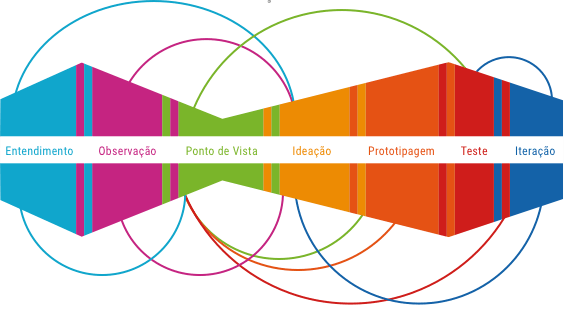 Entendimento Observação Ponto de Vista Ideação Prototipagem Teste Iteração